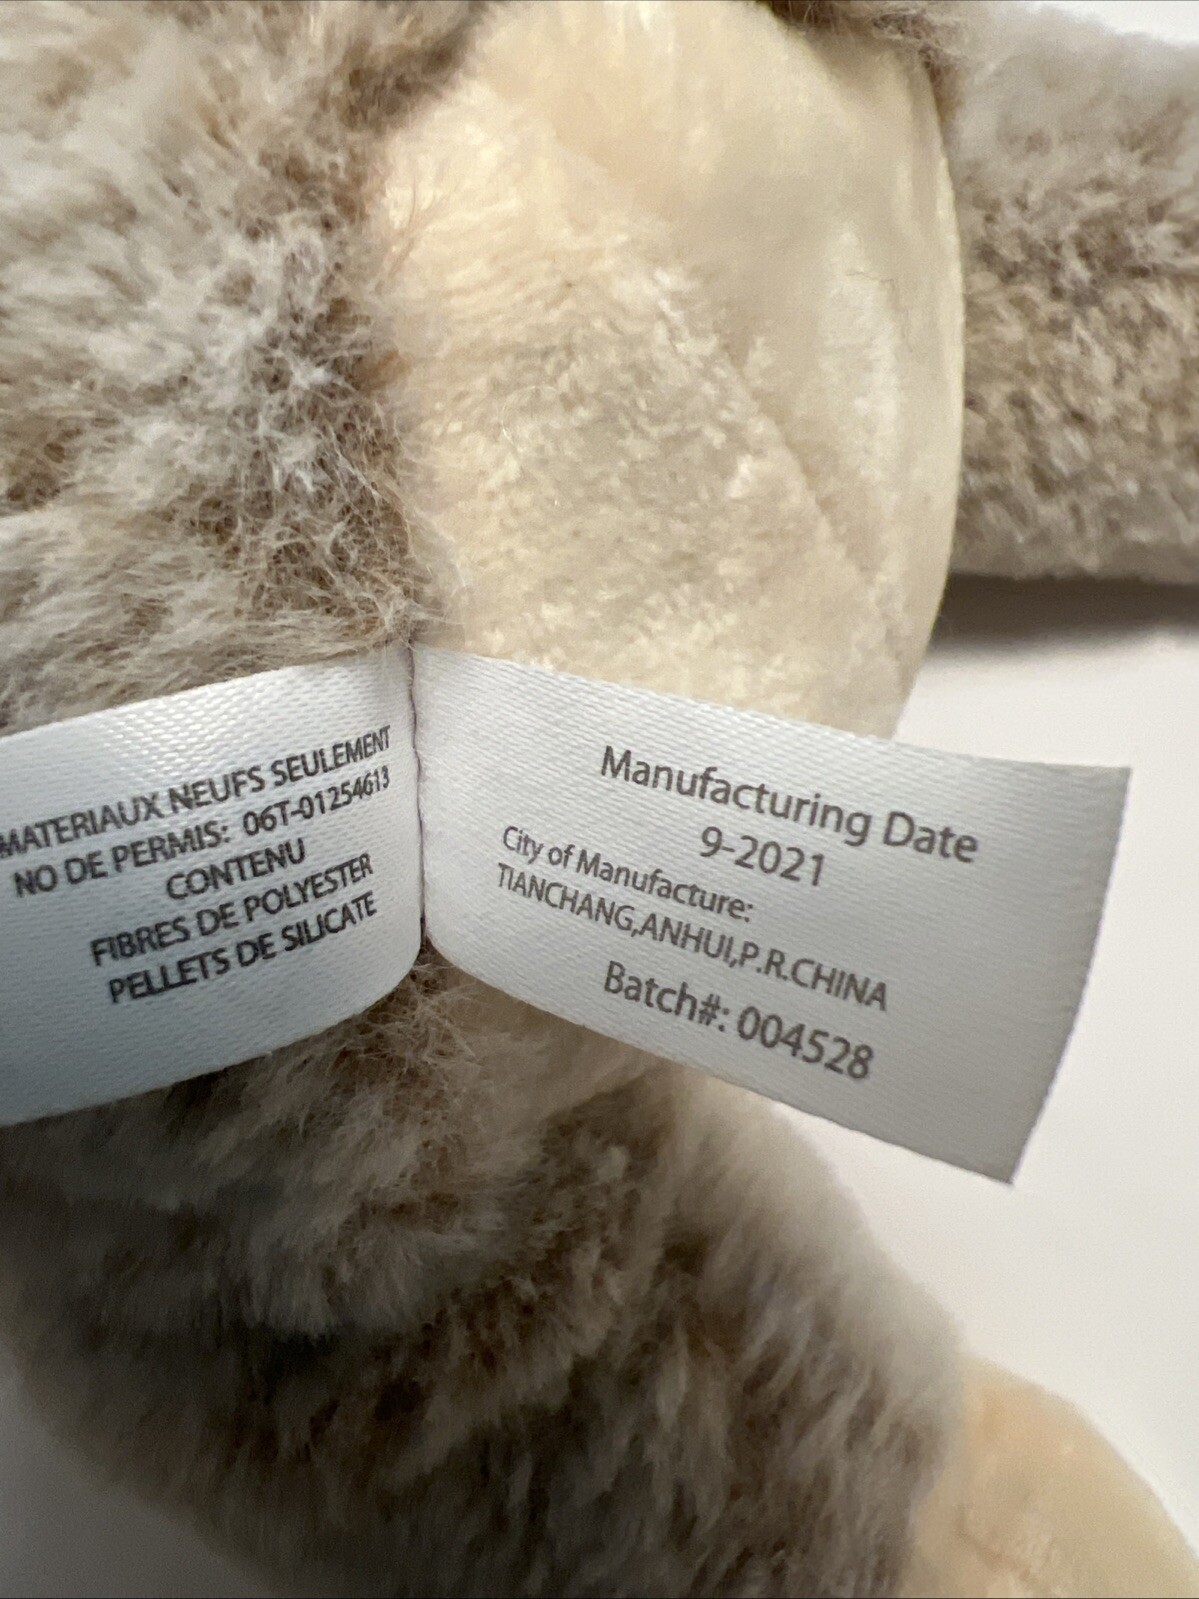 MATERIAUX NEUFS SEULEMENT
NO DE PERMIS: 06T-01254613
CONTENU
FIBRES DE POLYESTER
PELLETS DE SILICATE
Manufacturing Date
9-2021
City of Manufacture:
TIANCHANG,ANHUI,P.R.CHINA
Batch#: 004528